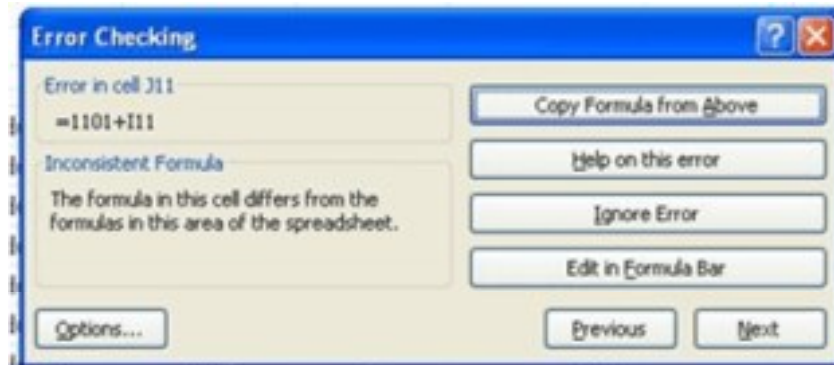 Error Checking
Error in cell J11
=1101+I11
Inconsistent Formula
The formula in this cell differs from the
formulas in this area of the spreadsheet.
Copy Formula from Above
Help on this error
Ignore Error
Edit in Formula Bar
Options...
Previous
Next